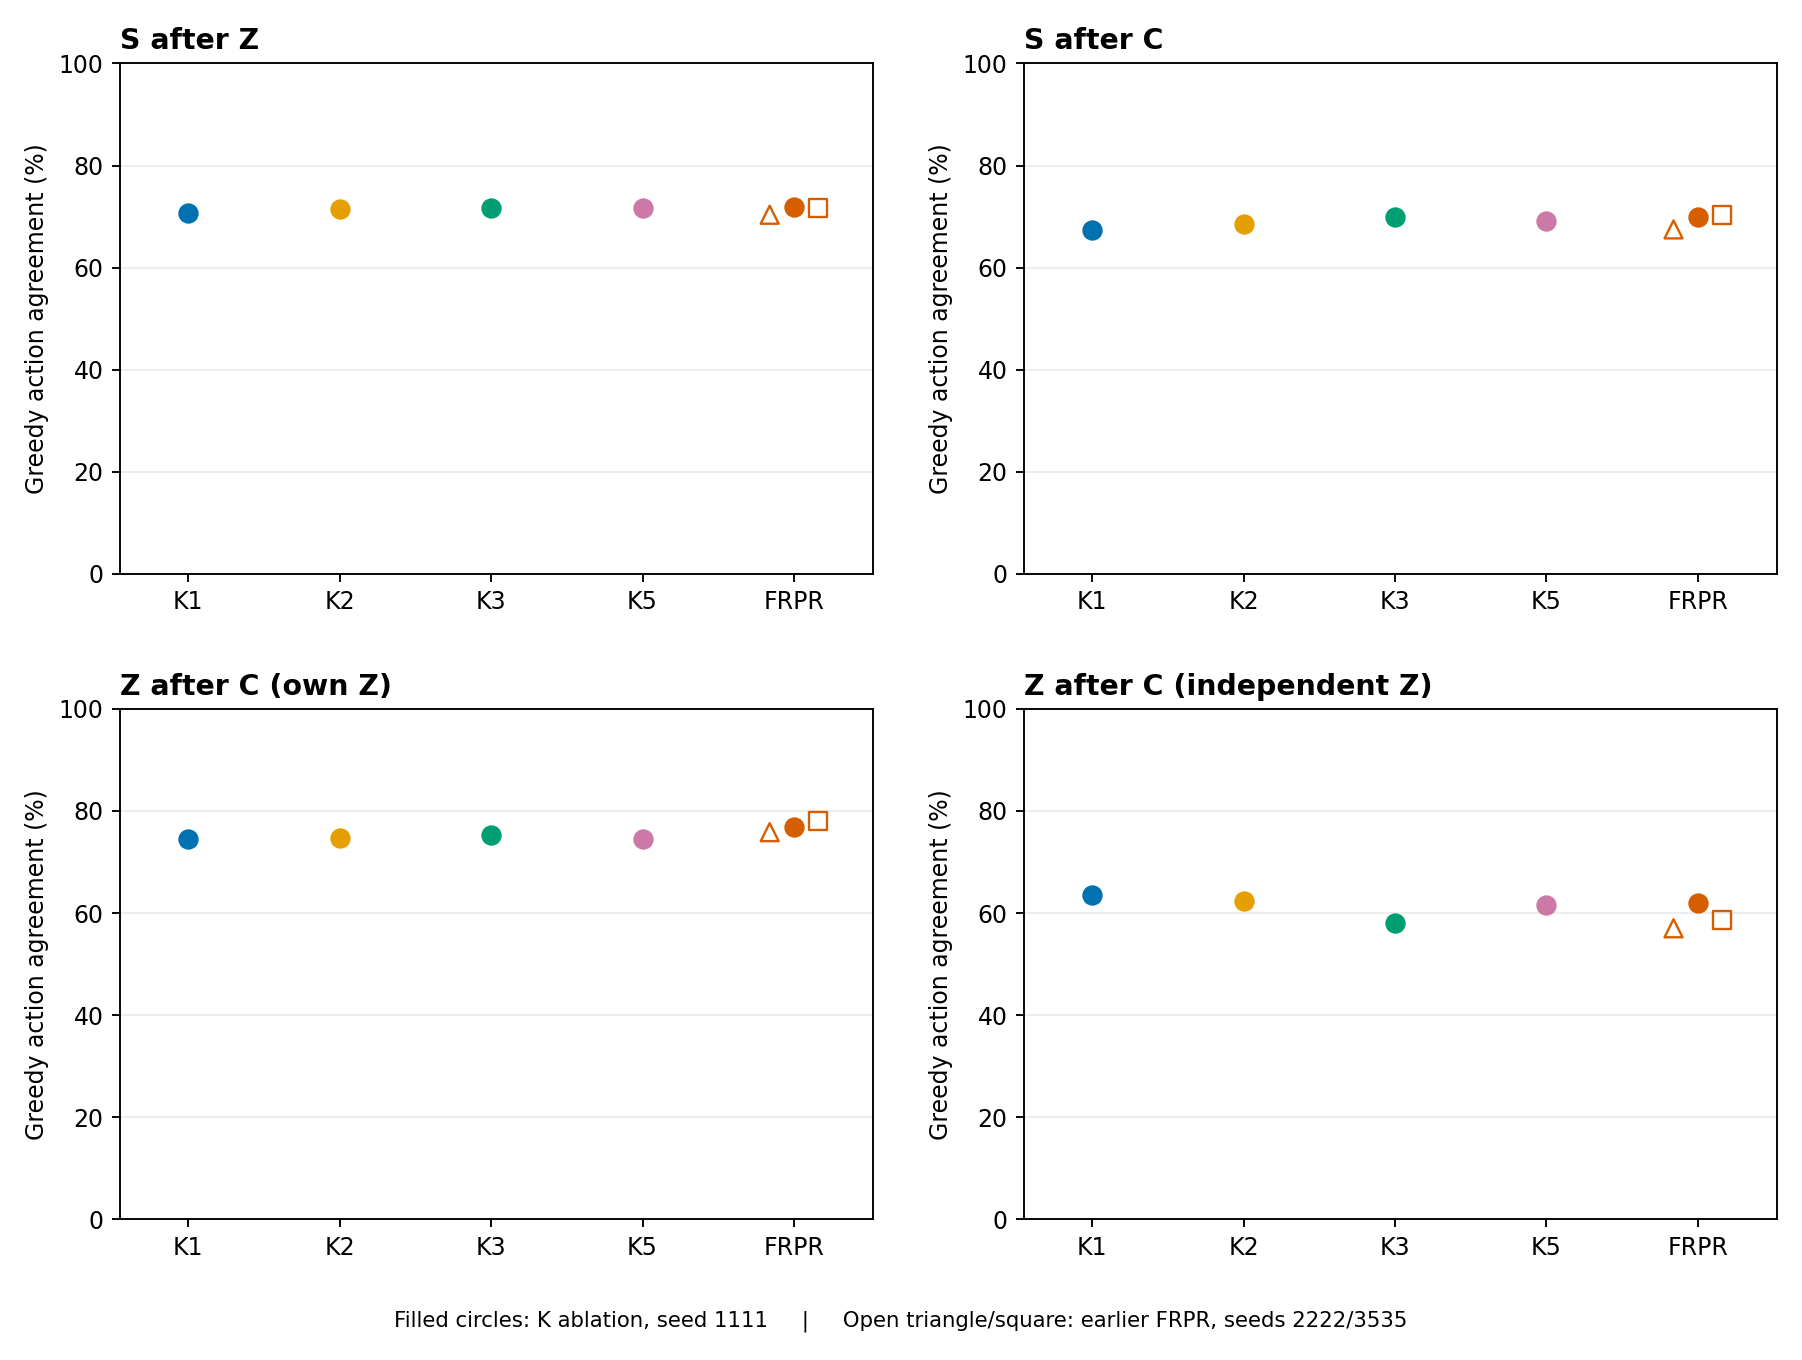 S after Z
Greedy action agreement (%)
100
80
60
40
20
0
K1 K2 K3 K5 FRPR
S after C
Greedy action agreement (%)
100
80
60
40
20
0
K1 K2 K3 K5 FRPR
Z after C (own Z)
Greedy action agreement (%)
100
80
60
40
20
0
K1 K2 K3 K5 FRPR
Z after C (independent Z)
Greedy action agreement (%)
100
80
60
40
20
0
K1 K2 K3 K5 FRPR
Filled circles: K ablation, seed 1111 | Open triangle/square: earlier FRPR, seeds 2222/3535